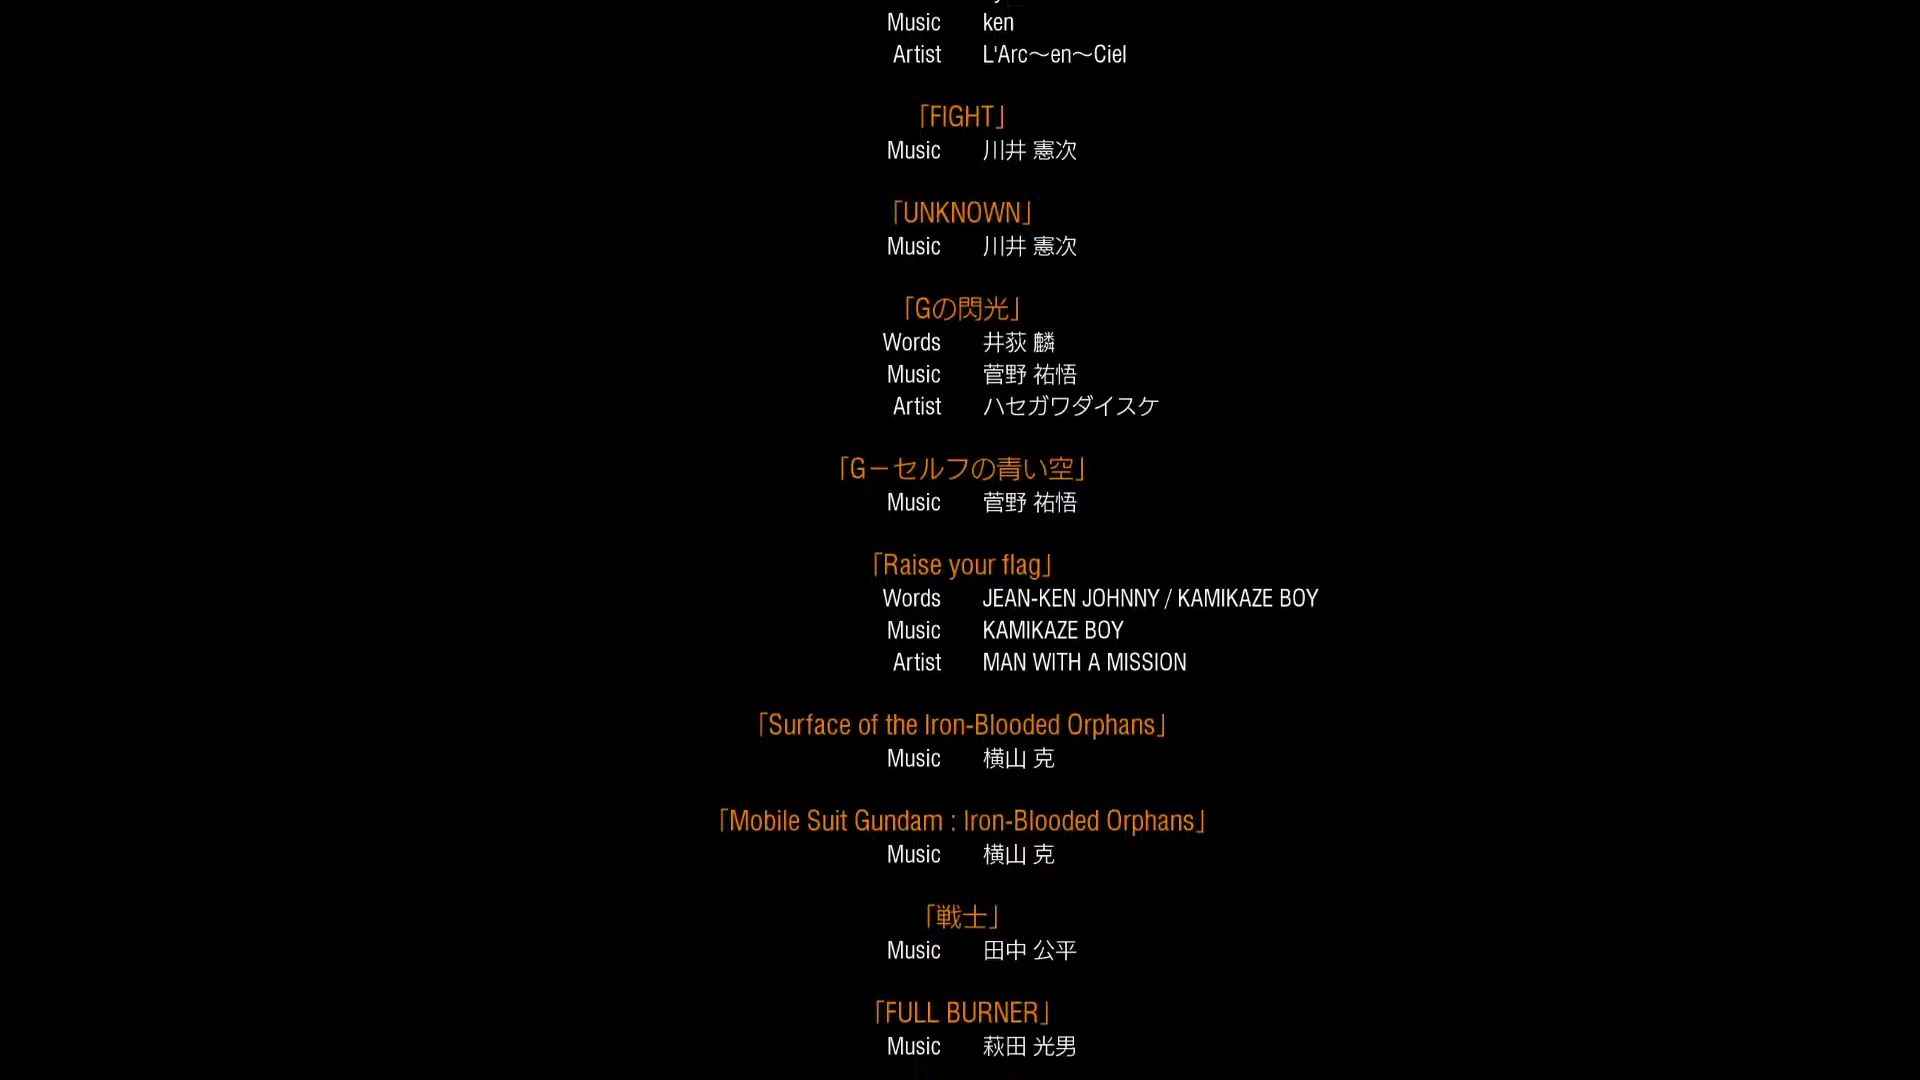 Music ken
Artist L'Arc～en～Ciel
「FIGHT」
Music 川井 憲次
「UNKNOWN」
Music 川井 憲次
「Gの閃光」
Words 井荻 麟
Music 菅野 祐悟
Artist ハセガワダイスケ
「G－セルフの青い空」
Music 菅野 祐悟
「Raise your flag」
Words JEAN-KEN JOHNNY / KAMIKAZE BOY
Music KAMIKAZE BOY
Artist MAN WITH A MISSION
「Surface of the Iron-Blooded Orphans」
Music 横山 克
「Mobile Suit Gundam : Iron-Blooded Orphans」
Music 横山 克
「戦士」
Music 田中 公平
「FULL BURNER」
Music 萩田 光男